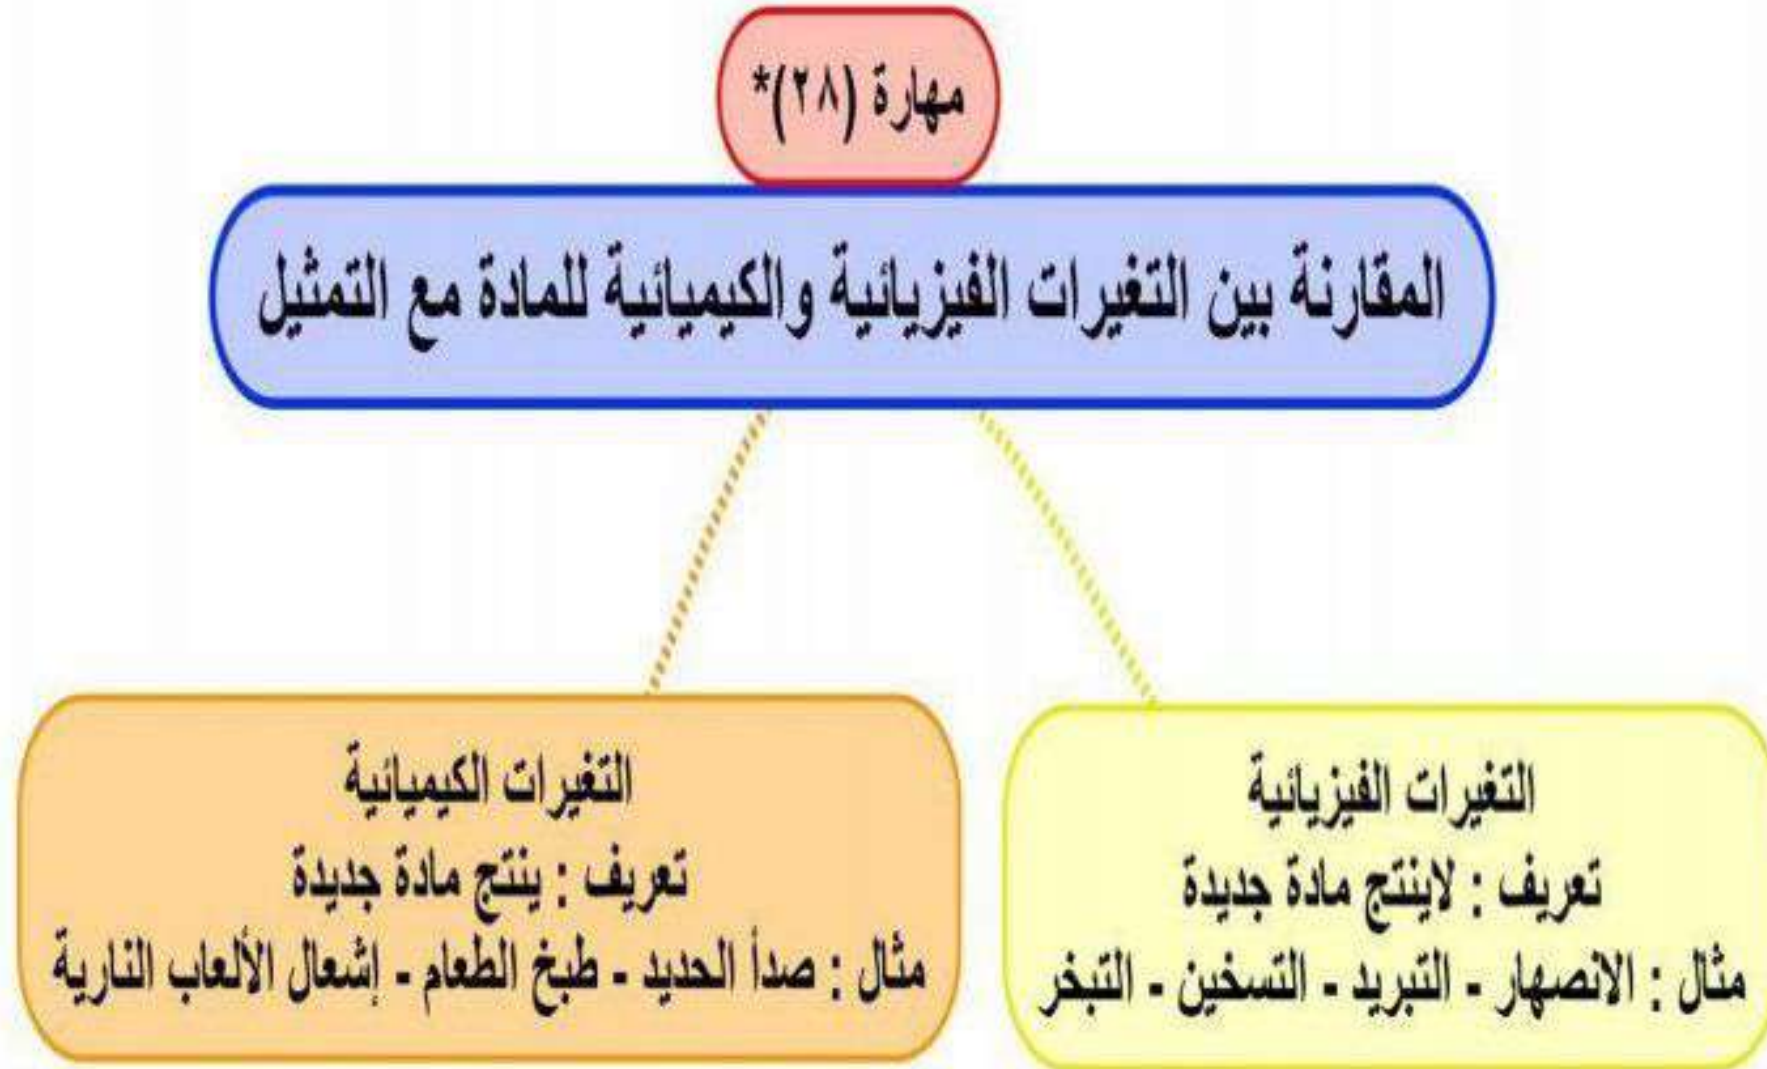 مهارة (٢٨)*
المقارنة بين التغيرات الفيزيائية والكيميائية للمادة مع التمثيل
التغيرات الفيزيائية
تعريف : لاينتج مادة جديدة
مثال : الانصهار - التبريد - التسخين - التبخر
التغيرات الكيميائية
تعريف : ينتج مادة جديدة
مثال : صدأ الحديد - طبخ الطعام - إشعال الألعاب النارية